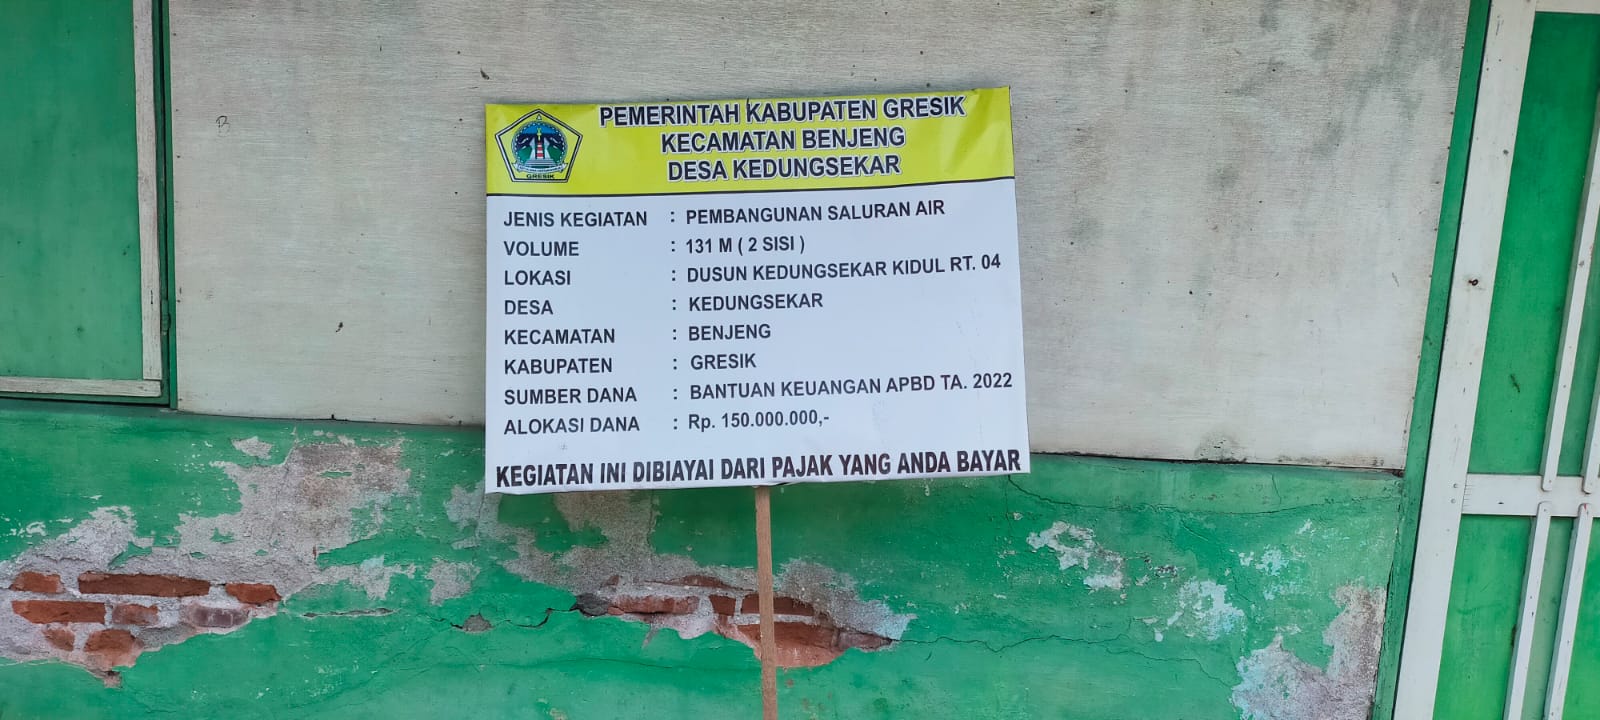 PEMERINTAH KABUPATEN GRESIK
KECAMATAN BENJENG
DESA KEDUNGSEKAR
GRESIK
JENIS KEGIATAN : PEMBANGUNAN SALURAN AIR
VOLUME : 131 M ( 2 SISI )
LOKASI : DUSUN KEDUNGSEKAR KIDUL RT. 04
DESA : KEDUNGSEKAR
KECAMATAN : BENJENG
KABUPATEN : GRESIK
SUMBER DANA : BANTUAN KEUANGAN APBD TA. 2022
ALOKASI DANA : Rp. 150.000.000,-
KEGIATAN INI DIBIAYAI DARI PAJAK YANG ANDA BAYAR